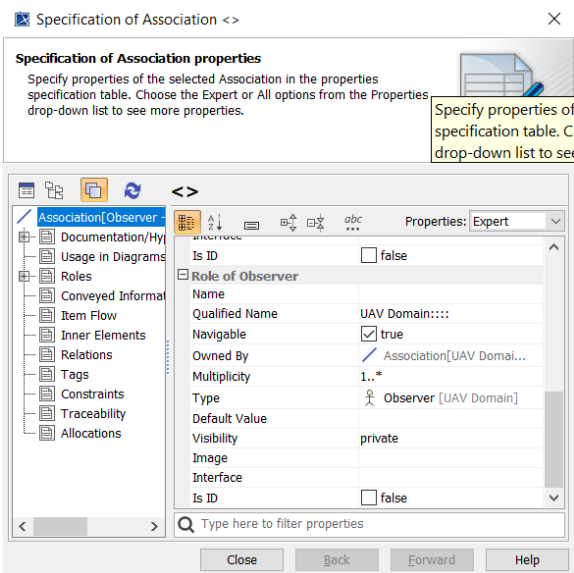 Specification of Association <>
Specification of Association properties
Specify properties of the selected Association in the properties
specification table. Choose the Expert or All options from the Properties
drop-down list to see more properties.
Specify properties of
specification table. C
drop-down list to see
<>
Association[Observer -
Documentation/Hy
Usage in Diagrams
Roles
Conveyed Informat
Item Flow
Inner Elements
Relations
Tags
Constraints
Traceability
Allocations
abc
Properties: Expert
Interface
Is ID false
Role of Observer
Name
Qualified Name UAV Domain::::
Navigable true
Owned By Association[UAV Domai...
Multiplicity 1..*
Type Observer [UAV Domain]
Default Value
Visibility private
Image
Interface
Is ID false
Type here to filter properties
Close Back Forward Help